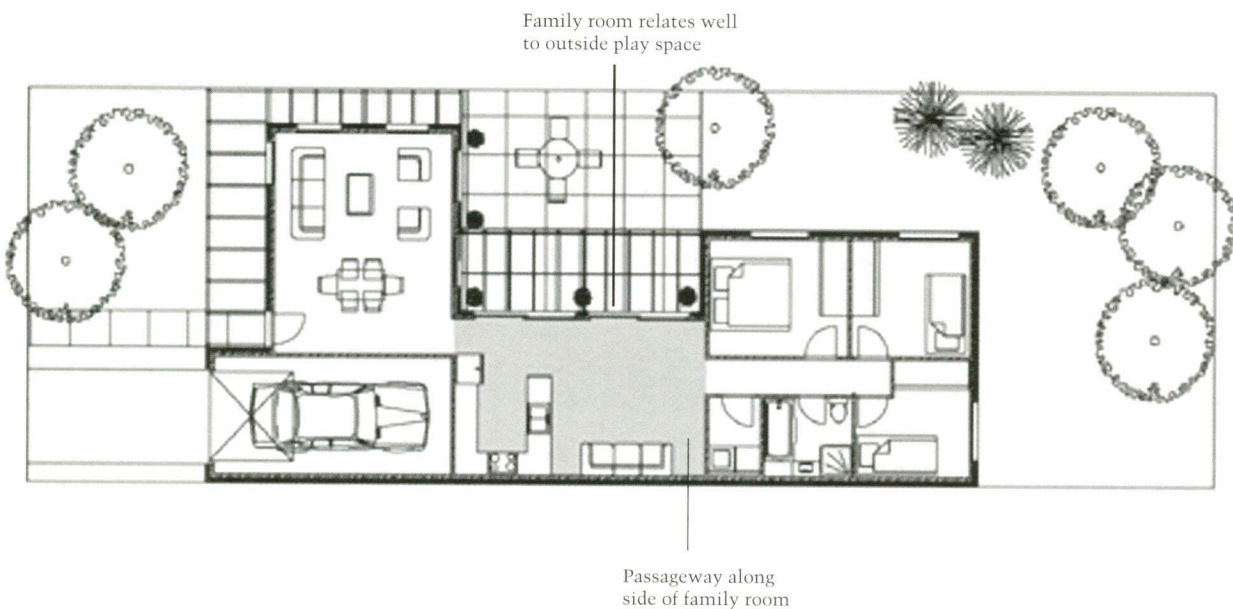 Family room relates well
to outside play space
Passageway along
side of family room